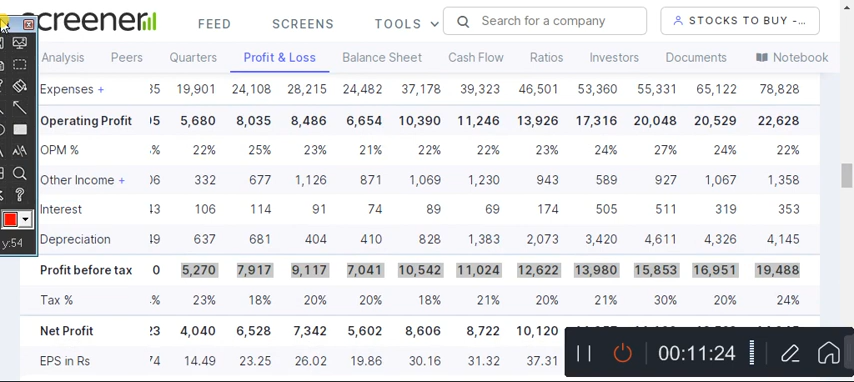 screener
FEED SCREENS TOOLS Search for a company STOCKS TO BUY -...
Analysis Peers Quarters Profit & Loss Balance Sheet Cash Flow Ratios Investors Documents Notebook
Expenses + 35 19,901 24,108 28,215 24,482 37,178 39,323 46,501 53,360 55,331 65,122 78,828
Operating Profit 5 5,680 8,035 8,486 6,654 10,390 11,246 13,926 17,316 20,048 20,529 22,628
OPM % % 22% 25% 23% 21% 22% 22% 23% 24% 27% 24% 22%
Other Income + 6 332 677 1,126 871 1,069 1,230 943 589 927 1,067 1,358
Interest 43 106 114 91 74 89 69 174 505 511 319 353
Depreciation 49 637 681 404 410 828 1,383 2,073 3,420 4,611 4,326 4,145
Profit before tax 0 5,270 7,917 9,117 7,041 10,542 11,024 12,622 13,980 15,853 16,951 19,488
Tax % % 23% 18% 20% 20% 18% 21% 20% 21% 30% 20% 24%
Net Profit 23 4,040 6,528 7,342 5,602 8,606 8,722 10,120
EPS in Rs 74 14.49 23.25 26.02 19.86 30.16 31.32 37.31
y:54
00:11:24